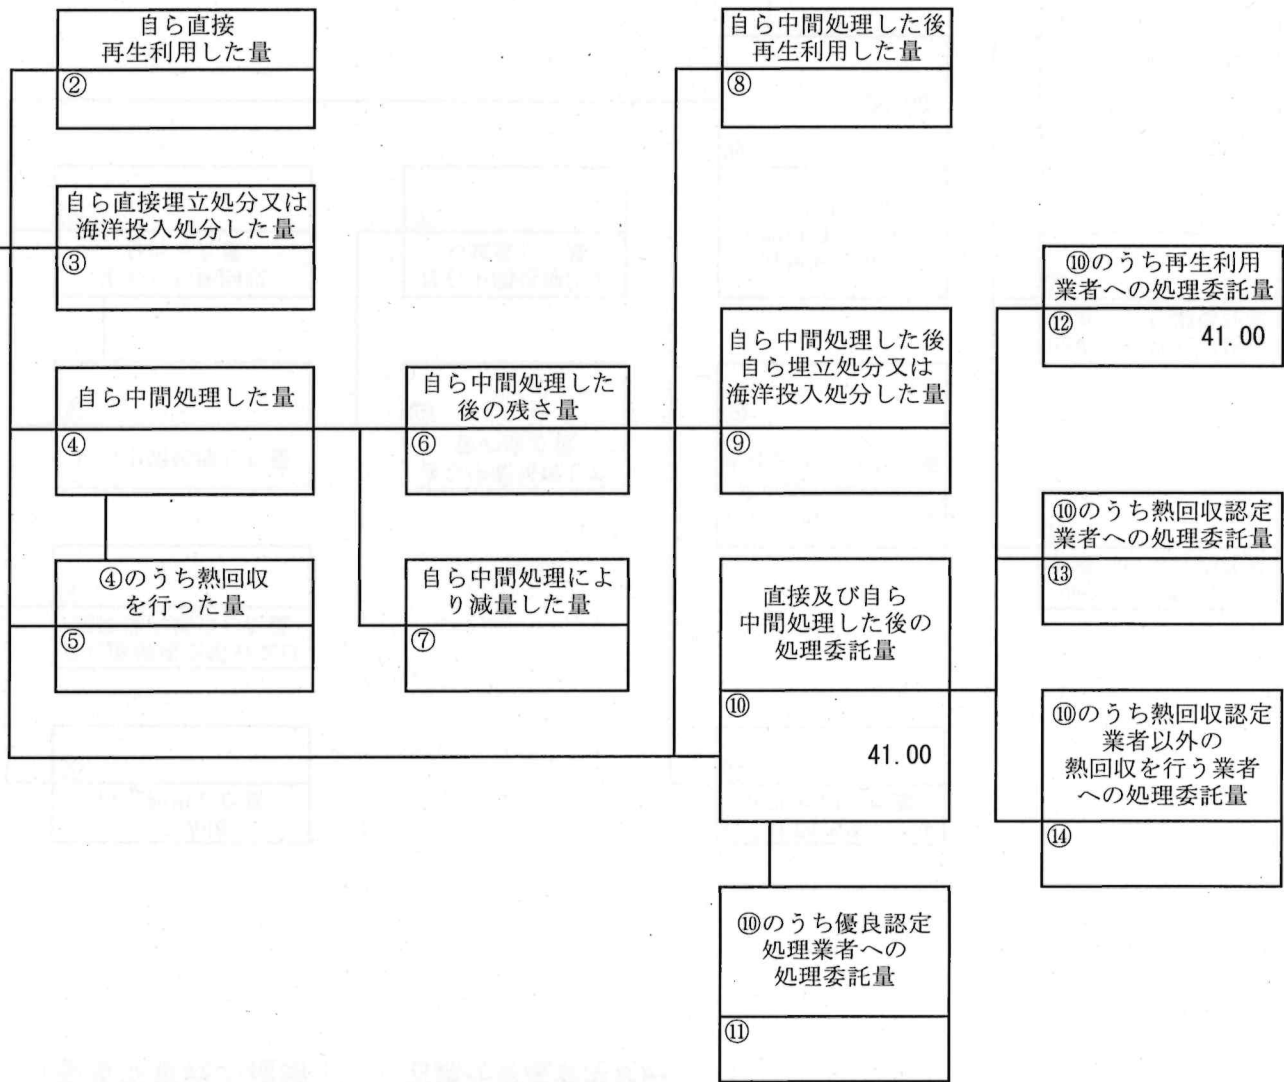 自ら直接
再生利用した量
②
自ら直接埋立処分又は
海洋投入処分した量
③
自ら中間処理した量
④
④のうち熱回収
を行った量
⑤
自ら中間処理した
後の残さ量
⑥
自ら中間処理によ
り減量した量
⑦
自ら中間処理した後
再生利用した量
⑧
自ら中間処理した後
自ら埋立処分又は
海洋投入処分した量
⑨
直接及び自ら
中間処理した後の
処理委託量
⑩
41.00
⑩のうち優良認定
処理業者への
処理委託量
⑪
⑩のうち再生利用
業者への処理委託量
⑫
41.00
⑩のうち熱回収認定
業者への処理委託量
⑬
⑩のうち熱回収認定
業者以外の
熱回収を行う業者
への処理委託量
⑭